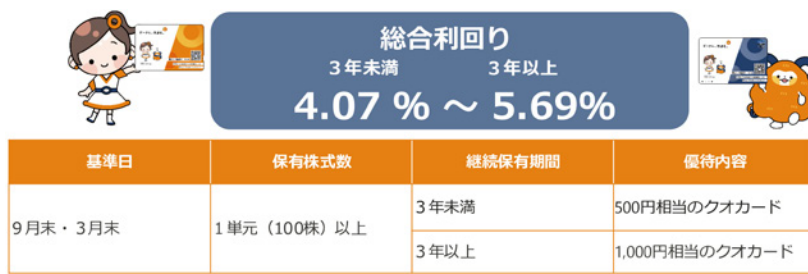 総合利回り
3年未満 3年以上
4.07 % ～ 5.69%
基準日 保有株式数 継続保有期間 優待内容
9月末・3月末 1単元（100株）以上 3年未満 500円相当のクオカード
3年以上 1,000円相当のクオカード